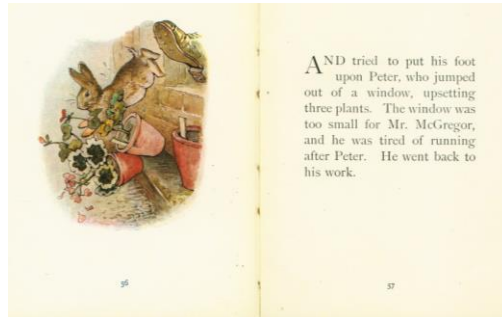 AND tried to put his foot
upon Peter, who jumped
out of a window, upsetting
three plants. The window was
too small for Mr. McGregor,
and he was tired of running
after Peter. He went back to
his work.
56
57